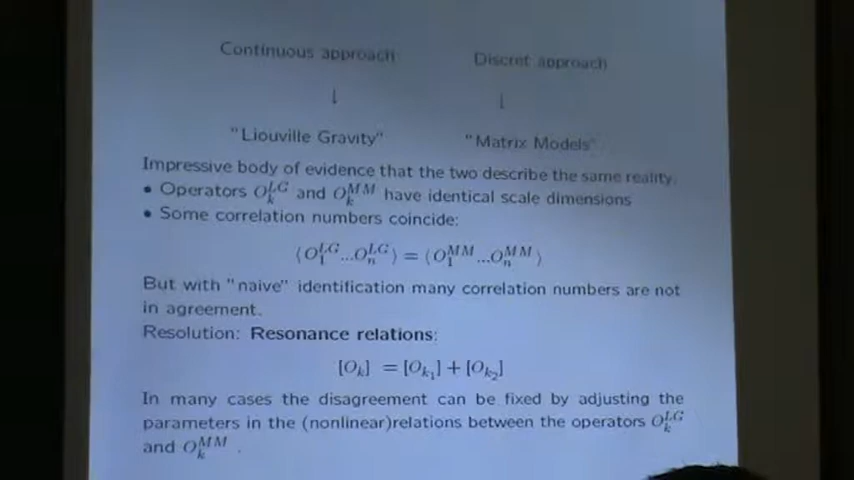 Continuous approach Discret approach
↓ ↓
"Liouville Gravity" "Matrix Models"
Impressive body of evidence that the two describe the same reality.
• Operators O_k^{LG} and O_k^{MM} have identical scale dimensions
• Some correlation numbers coincide:
⟨O_1^{LG}...O_n^{LG}⟩ = ⟨O_1^{MM}...O_n^{MM}⟩
But with "naive" identification many correlation numbers are not
in agreement.
Resolution: Resonance relations:
[O_k] = [O_{k_1}] + [O_{k_2}]
In many cases the disagreement can be fixed by adjusting the
parameters in the (nonlinear)relations between the operators O_k^{LG}
and O_k^{MM} .